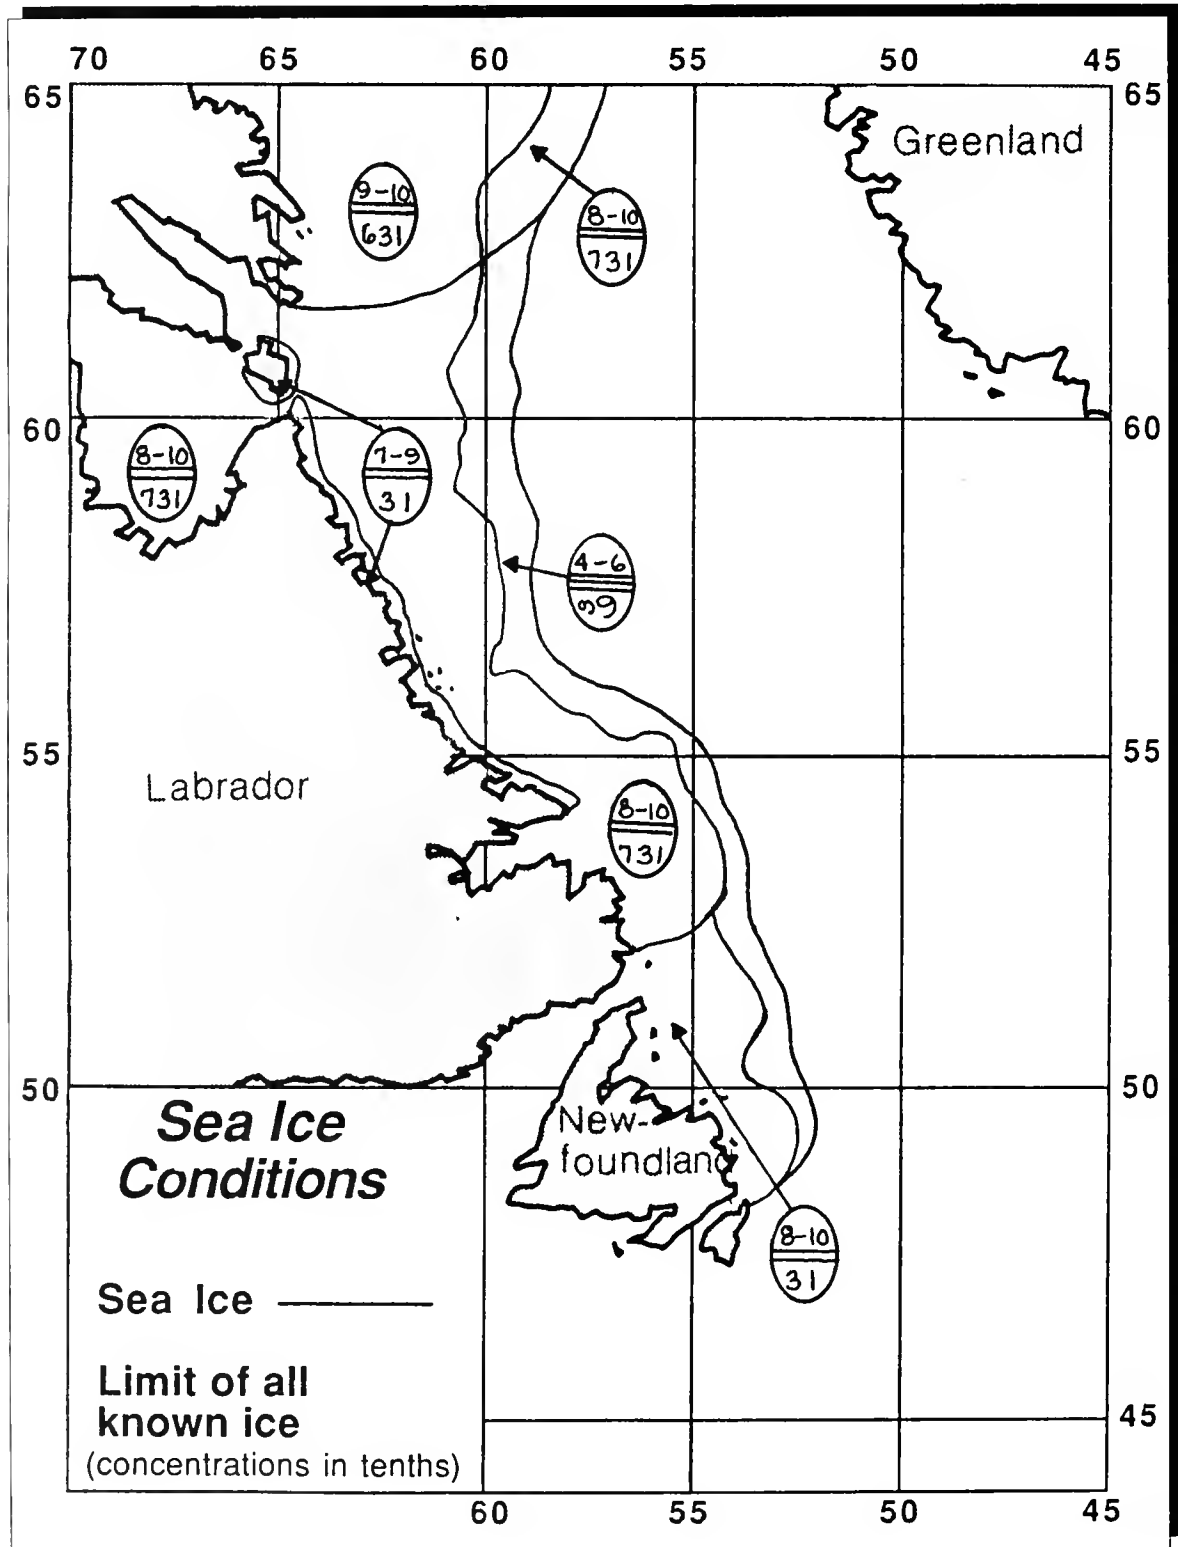 70 65 60 55 50 45
65 65
Greenland
9-10
631
8-10
731
60 60
8-10
731
7-9
31
4-6
39
55 55
Labrador
8-10
731
50 50
Sea Ice
Conditions
New-
foundland
8-10
31
Sea Ice
Limit of all
known ice
(concentrations in tenths)
45
60 55 50 45